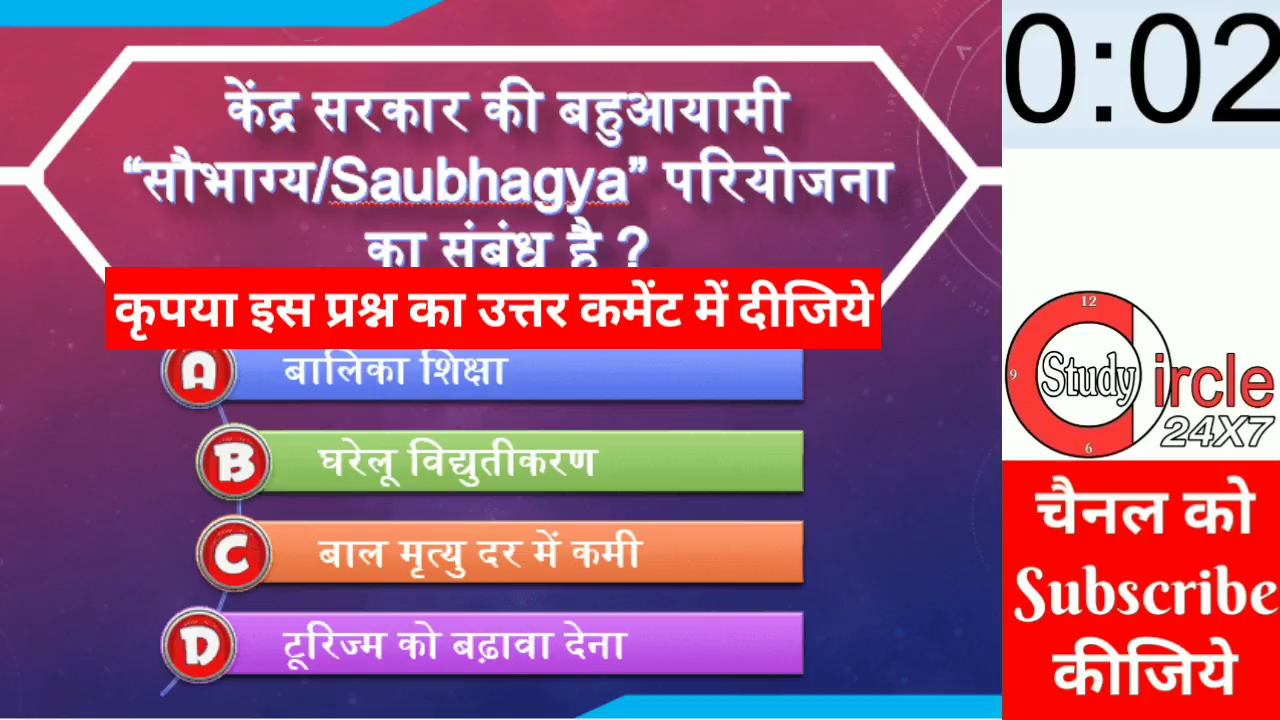 केंद्र सरकार की बहुआयामी
“सौभाग्य/Saubhagya” परियोजना
का संबंध है ?
कृपया इस प्रश्न का उत्तर कमेंट में दीजिये
A बालिका शिक्षा
B घरेलू विद्युतीकरण
C बाल मृत्यु दर में कमी
D टूरिज्म को बढ़ावा देना
0:02
12
9
Study Circle
24X7
6
चैनल को
Subscribe
कीजिये